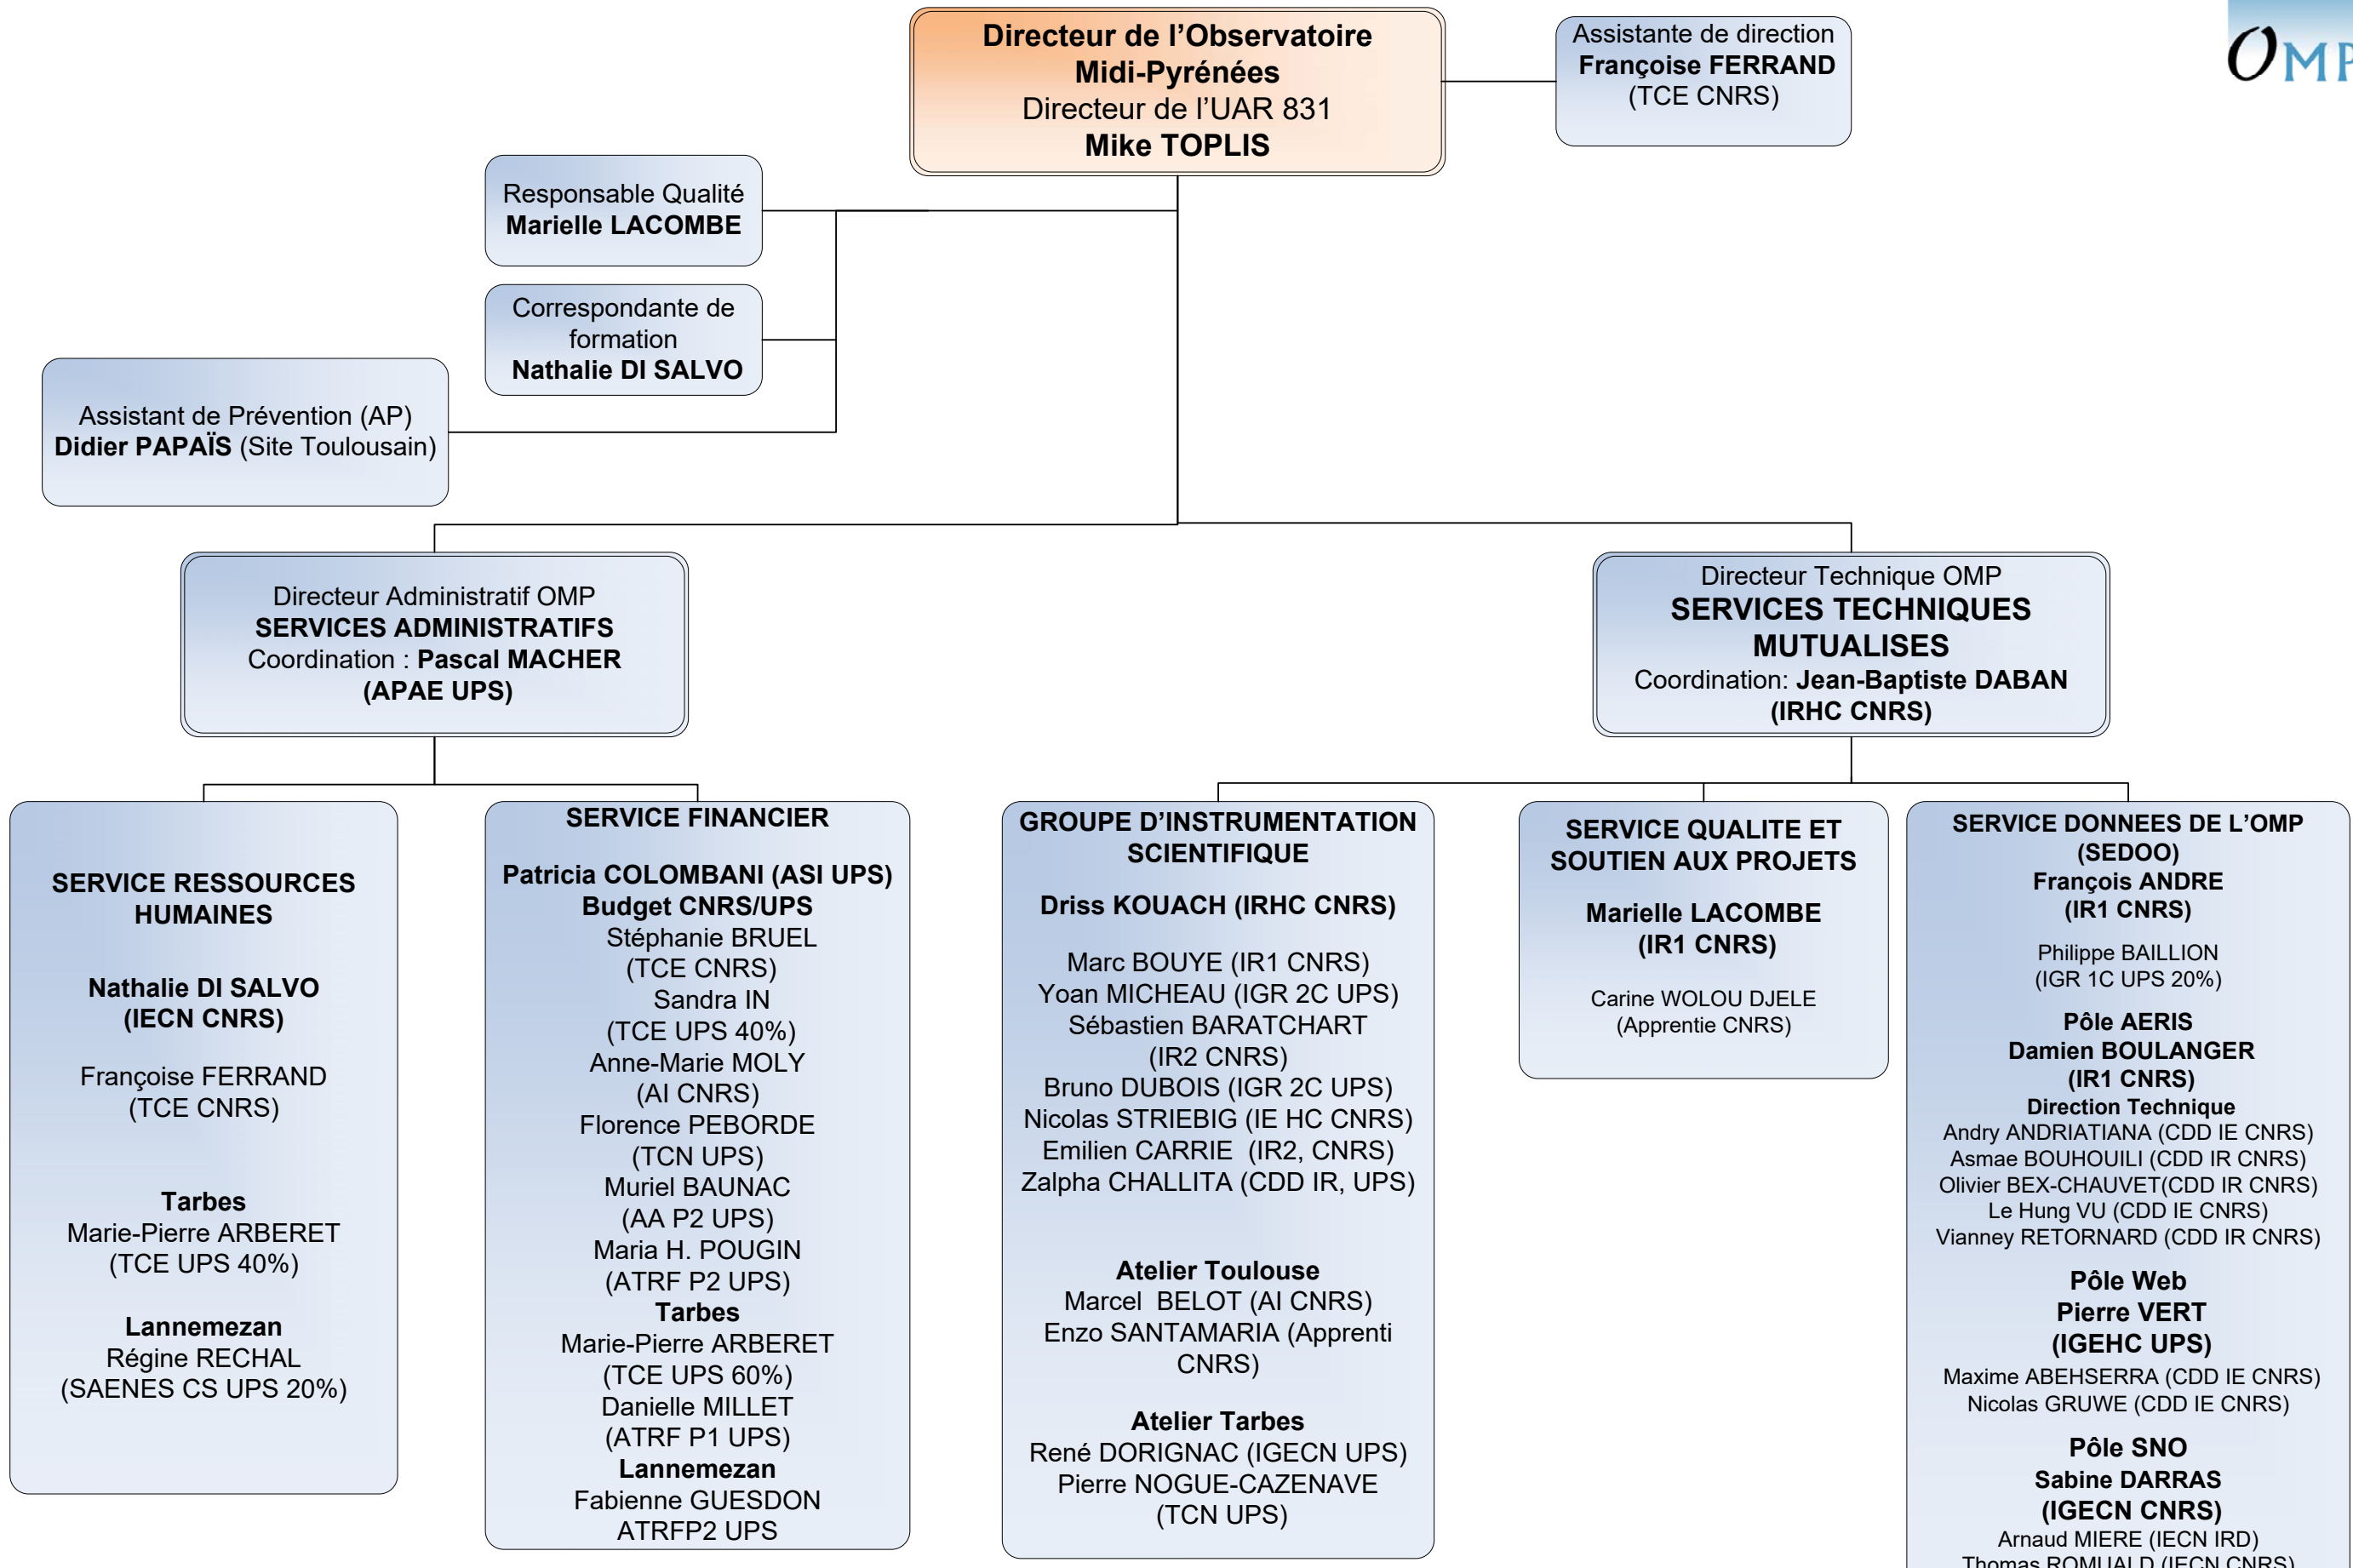 Directeur de l'Observatoire
Midi-Pyrénées
Directeur de l'UAR 831
Mike TOPLIS
Assistante de direction
Françoise FERRAND
(TCE CNRS)
OMP
Responsable Qualité
Marielle LACOMBE
Correspondante de
formation
Nathalie DI SALVO
Assistant de Prévention (AP)
Didier PAPAÏS (Site Toulousain)
Directeur Administratif OMP
SERVICES ADMINISTRATIFS
Coordination : Pascal MACHER
(APAE UPS)
Directeur Technique OMP
SERVICES TECHNIQUES
MUTUALISES
Coordination: Jean-Baptiste DABAN
(IRHC CNRS)
SERVICE RESSOURCES
HUMAINES
Nathalie DI SALVO
(IECN CNRS)
Françoise FERRAND
(TCE CNRS)
Tarbes
Marie-Pierre ARBERET
(TCE UPS 40%)
Lannemezan
Régine RECHAL
(SAENES CS UPS 20%)
SERVICE FINANCIER
Patricia COLOMBANI (ASI UPS)
Budget CNRS/UPS
Stéphanie BRUEL
(TCE CNRS)
Sandra IN
(TCE UPS 40%)
Anne-Marie MOLY
(AI CNRS)
Florence PEBORDE
(TCN UPS)
Muriel BAUNAC
(AA P2 UPS)
Maria H. POUGIN
(ATRF P2 UPS)
Tarbes
Marie-Pierre ARBERET
(TCE UPS 60%)
Danielle MILLET
(ATRF P1 UPS)
Lannemezan
Fabienne GUESDON
ATRFP2 UPS
GROUPE D'INSTRUMENTATION
SCIENTIFIQUE
Driss KOUACH (IRHC CNRS)
Marc BOUYE (IR1 CNRS)
Yoan MICHEAU (IGR 2C UPS)
Sébastien BARATCHART
(IR2 CNRS)
Bruno DUBOIS (IGR 2C UPS)
Nicolas STRIEBIG (IE HC CNRS)
Emilien CARRIE (IR2, CNRS)
Zalpha CHALLITA (CDD IR, UPS)
Atelier Toulouse
Marcel BELOT (AI CNRS)
Enzo SANTAMARIA (Apprenti
CNRS)
Atelier Tarbes
René DORIGNAC (IGECN UPS)
Pierre NOGUE-CAZENAVE
(TCN UPS)
SERVICE QUALITE ET
SOUTIEN AUX PROJETS
Marielle LACOMBE
(IR1 CNRS)
Carine WOLOU DJELE
(Apprentie CNRS)
SERVICE DONNEES DE L'OMP
(SEDOO)
François ANDRE
(IR1 CNRS)
Philippe BAILLION
(IGR 1C UPS 20%)
Pôle AERIS
Damien BOULANGER
(IR1 CNRS)
Direction Technique
Andry ANDRIATIANA (CDD IE CNRS)
Asmae BOUHOUILI (CDD IR CNRS)
Olivier BEX-CHAUVET(CDD IR CNRS)
Le Hung VU (CDD IE CNRS)
Vianney RETORNARD (CDD IR CNRS)
Pôle Web
Pierre VERT
(IGEHC UPS)
Maxime ABEHSERRA (CDD IE CNRS)
Nicolas GRUWE (CDD IE CNRS)
Pôle SNO
Sabine DARRAS
(IGECN CNRS)
Arnaud MIERE (IECN IRD)
Thomas ROMUALD (IECN CNRS)